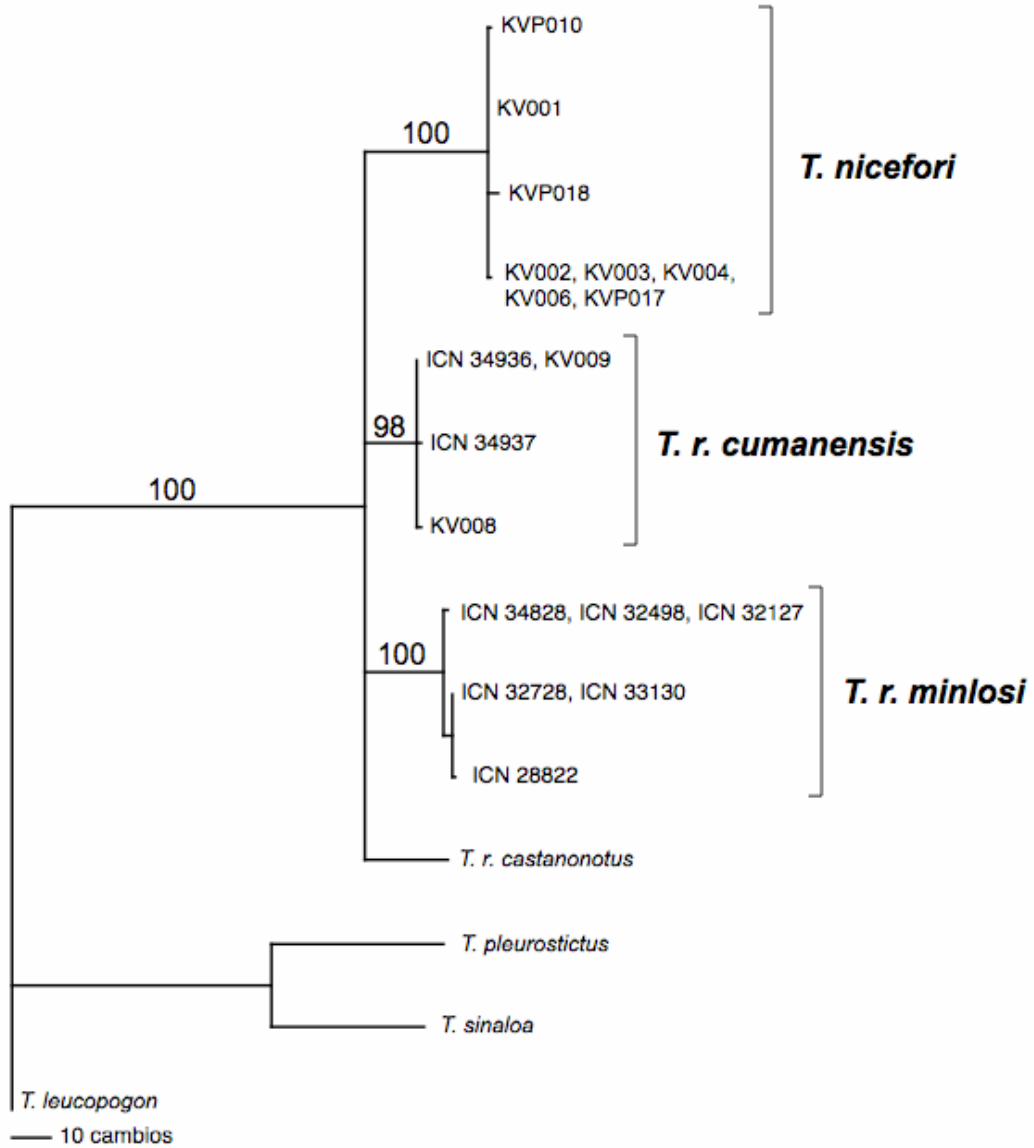 KVP010
KV001
100
T. nicefori
KVP018
KV002, KV003, KV004,
KV006, KVP017
ICN 34936, KV009
98
ICN 34937
T. r. cumanensis
100
KV008
ICN 34828, ICN 32498, ICN 32127
100
ICN 32728, ICN 33130
T. r. minlosi
ICN 28822
T. r. castanonotus
T. pleurostictus
T. sinaloa
T. leucopogon
10 cambios